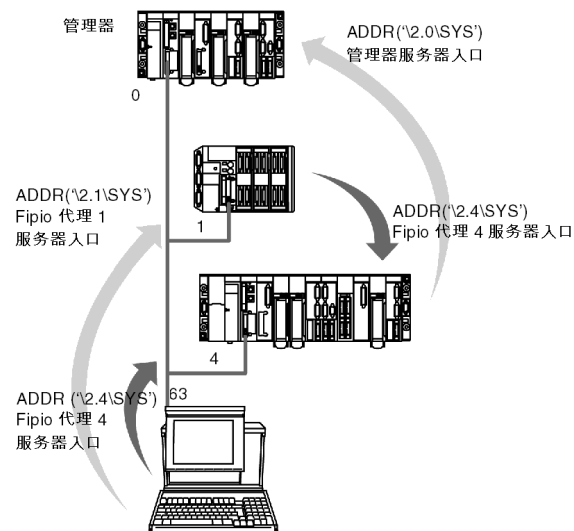 管理器
ADDR('\2.0\SYS')
管理器服务器入口
0
ADDR('\2.1\SYS')
Fipio 代理 1
服务器入口
1
ADDR('\2.4\SYS')
Fipio 代理 4 服务器入口
4
63
ADDR ('\2.4\SYS')
Fipio 代理 4
服务器入口